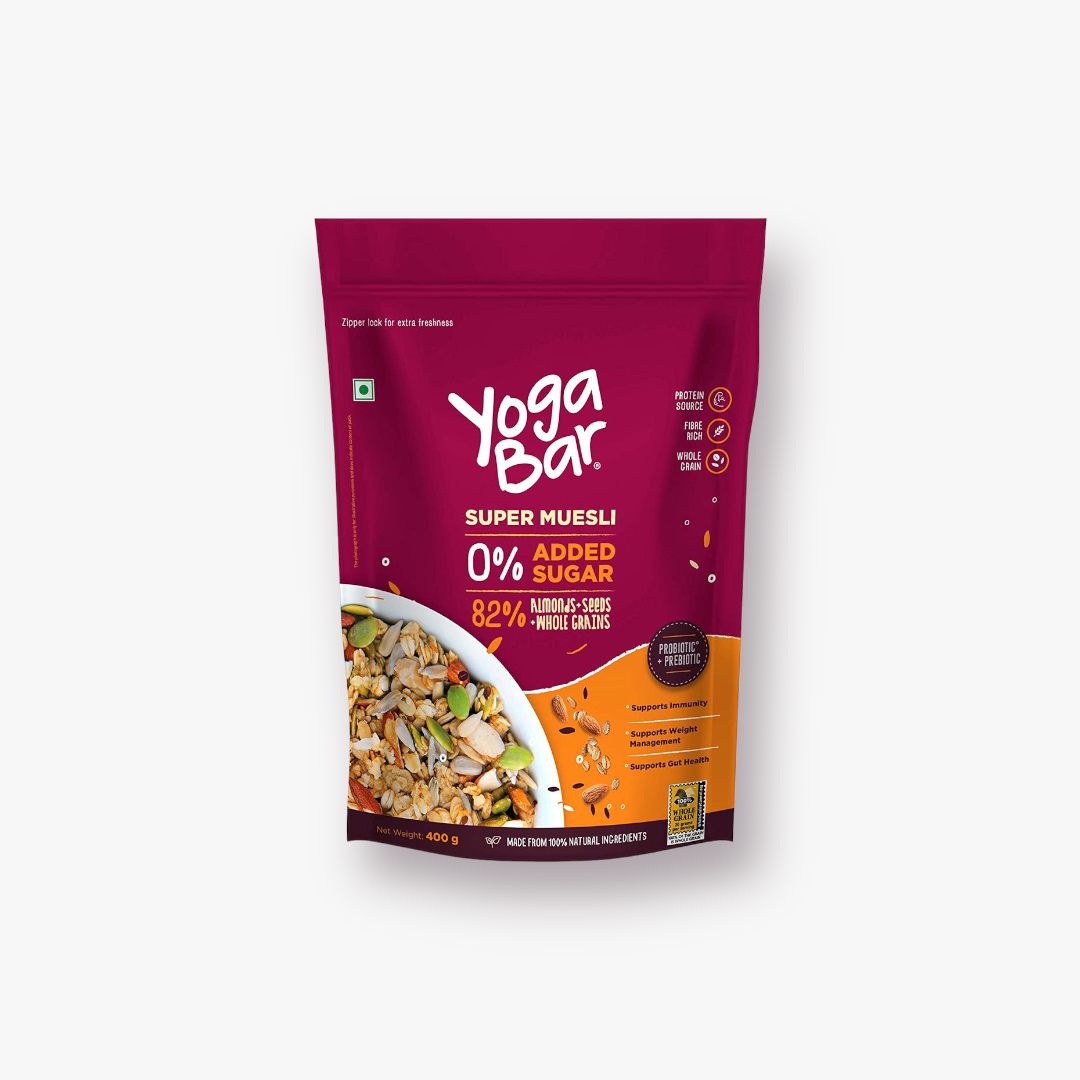 Zipper lock for extra freshness
Yoga
Bar®
PROTEIN
SOURCE
FIBRE
RICH
WHOLE
GRAIN
SUPER MUESLI
0% ADDED
SUGAR
82% ALMONDS+SEEDS
+WHOLE GRAINS
PROBIOTIC
+ PREBIOTIC
Supports Immunity
Supports Weight
Management
Supports Gut Health
100%
WHOLE
GRAIN
Net Weight: 400 g
MADE FROM 100% NATURAL INGREDIENTS